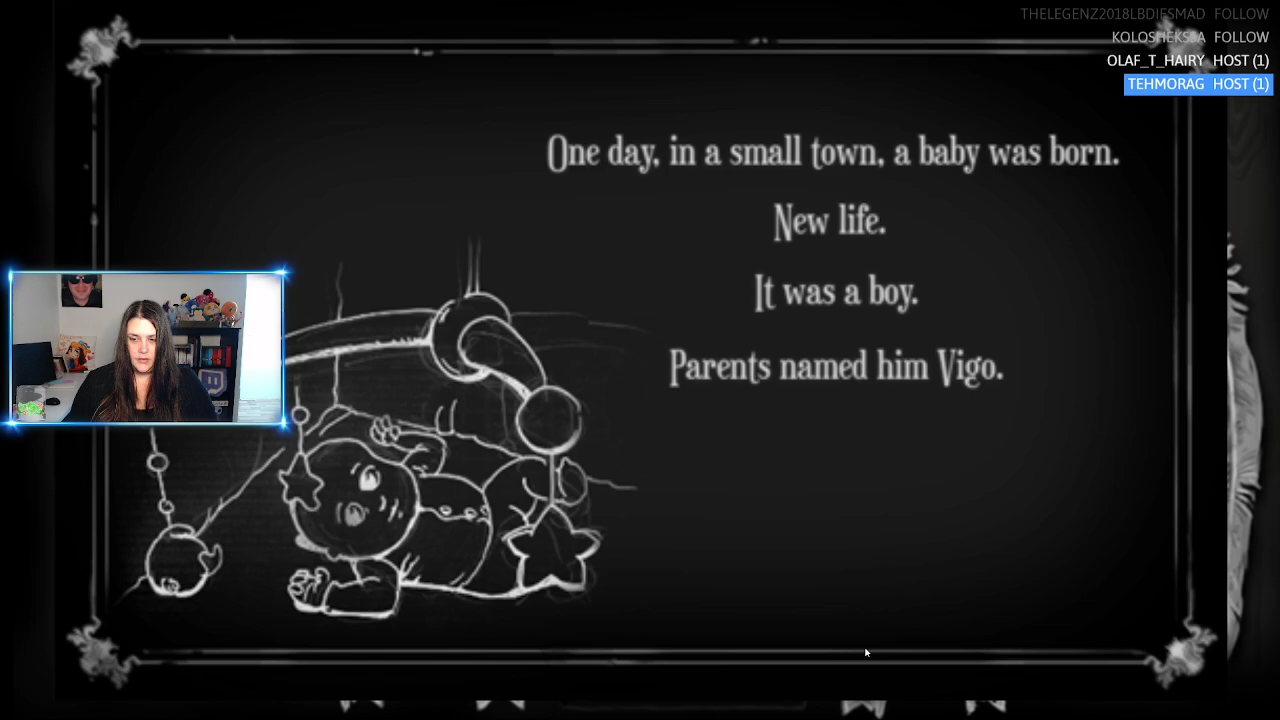 THELEGENZ2018LBDIESMAD FOLLOW
FOLLOW
OLAF_T_HAIRY HOST (1)
TEHMORAG HOST (1)
One day, in a small town, a baby was born.
New life.
It was a boy.
Parents named him Vigo.